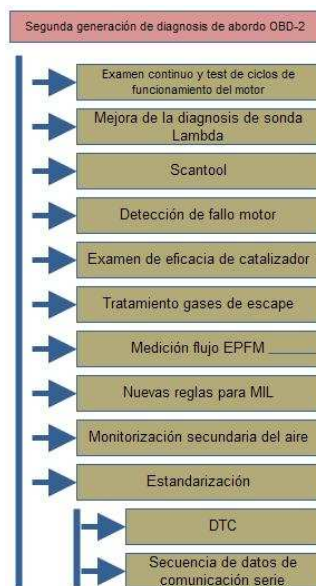 Segunda generación de diagnosis de abordo OBD-2
Examen continuo y test de ciclos de
funcionamiento del motor
Mejora de la diagnosis de sonda
Lambda
Scantool
Detección de fallo motor
Examen de eficacia de catalizador
Tratamiento gases de escape
Medición flujo EPFM
Nuevas reglas para MIL
Monitorización secundaria del aire
Estandarización
DTC
Secuencia de datos de
comunicación serie